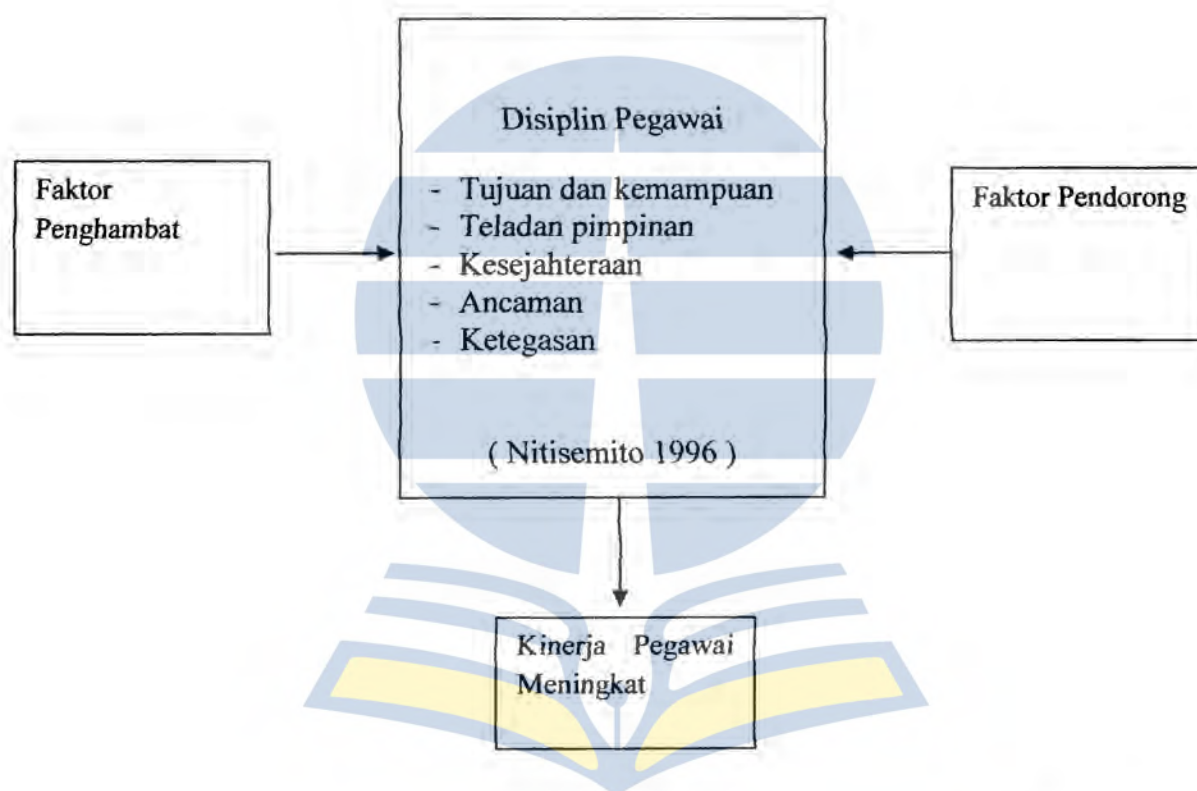 Disiplin Pegawai
Faktor
Penghambat
- Tujuan dan kemampuan
- Teladan pimpinan
- Kesejahteraan
- Ancaman
- Ketegasan
( Nitisemito 1996 )
Faktor Pendorong
Kinerja Pegawai
Meningkat